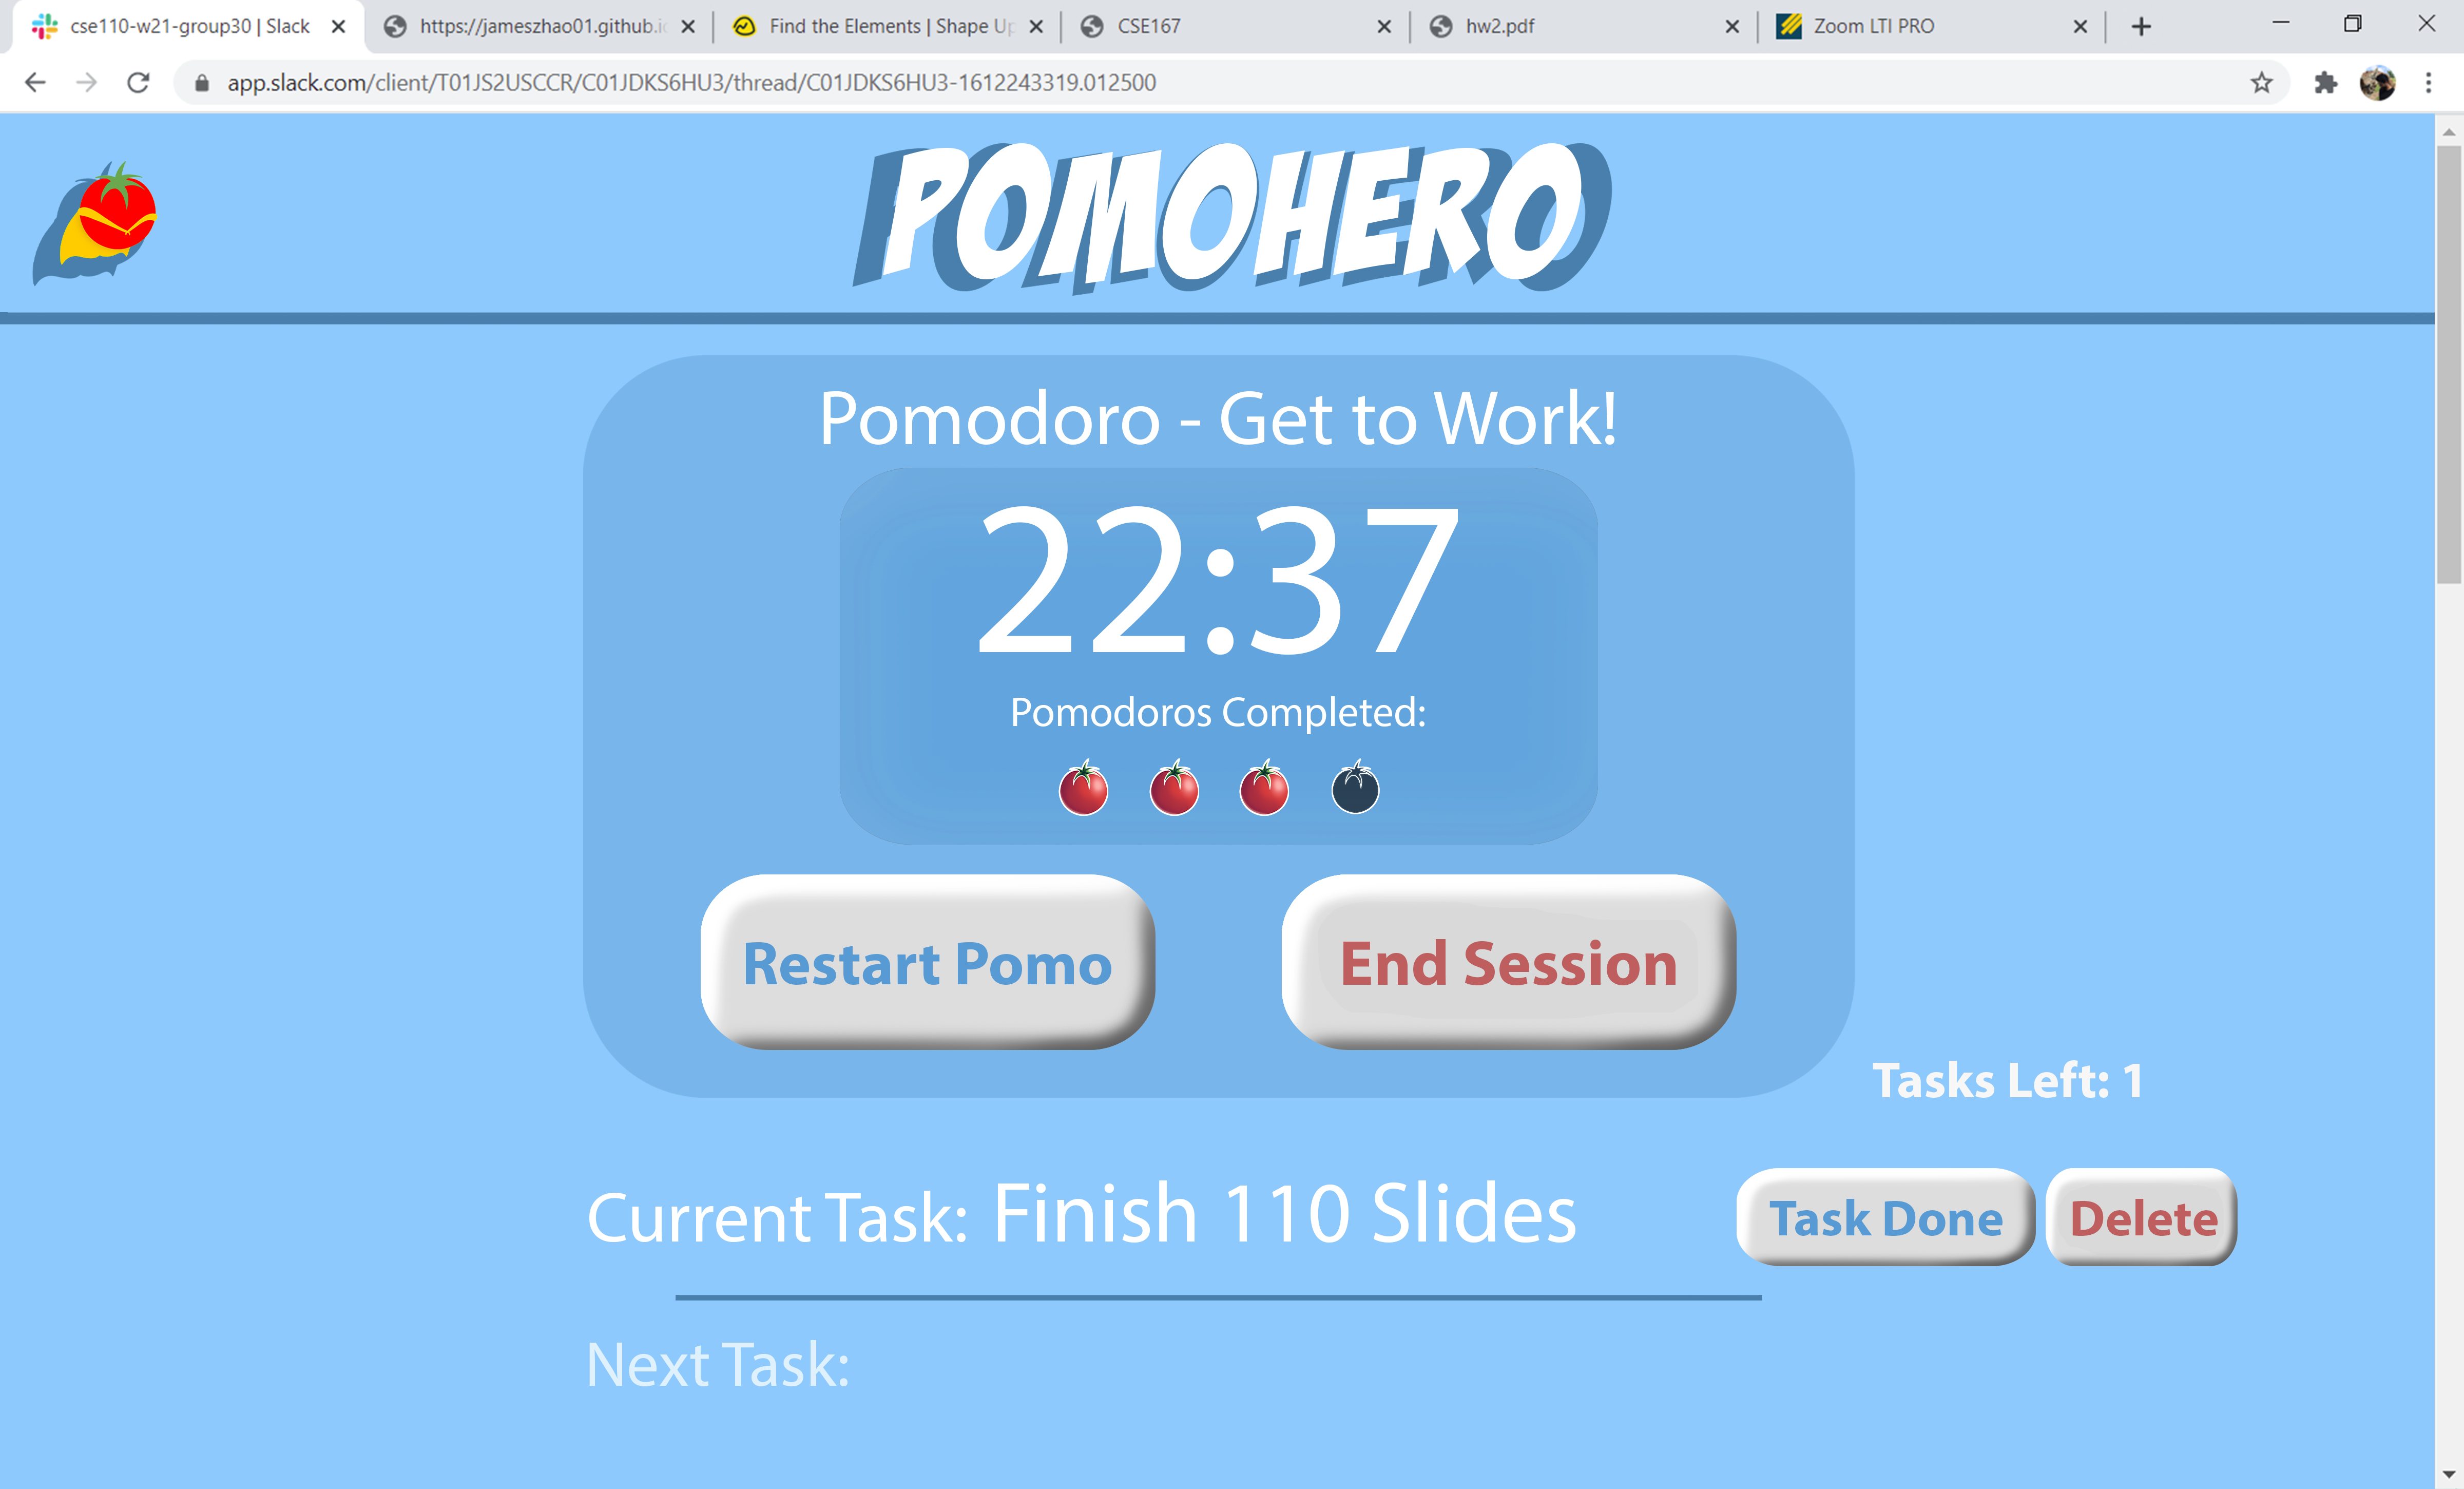 cse110-w21-group30 | Slack
https://jameszhao01.github.i
Find the Elements | Shape Up
CSE167
hw2.pdf
Zoom LTI PRO
app.slack.com/client/T01JS2USCCR/C01JDKS6HU3/thread/C01JDKS6HU3-1612243319.012500
POMOHERO
Pomodoro - Get to Work!
22:37
Pomodoros Completed:
Restart Pomo
End Session
Tasks Left: 1
Current Task: Finish 110 Slides
Task Done
Delete
Next Task: